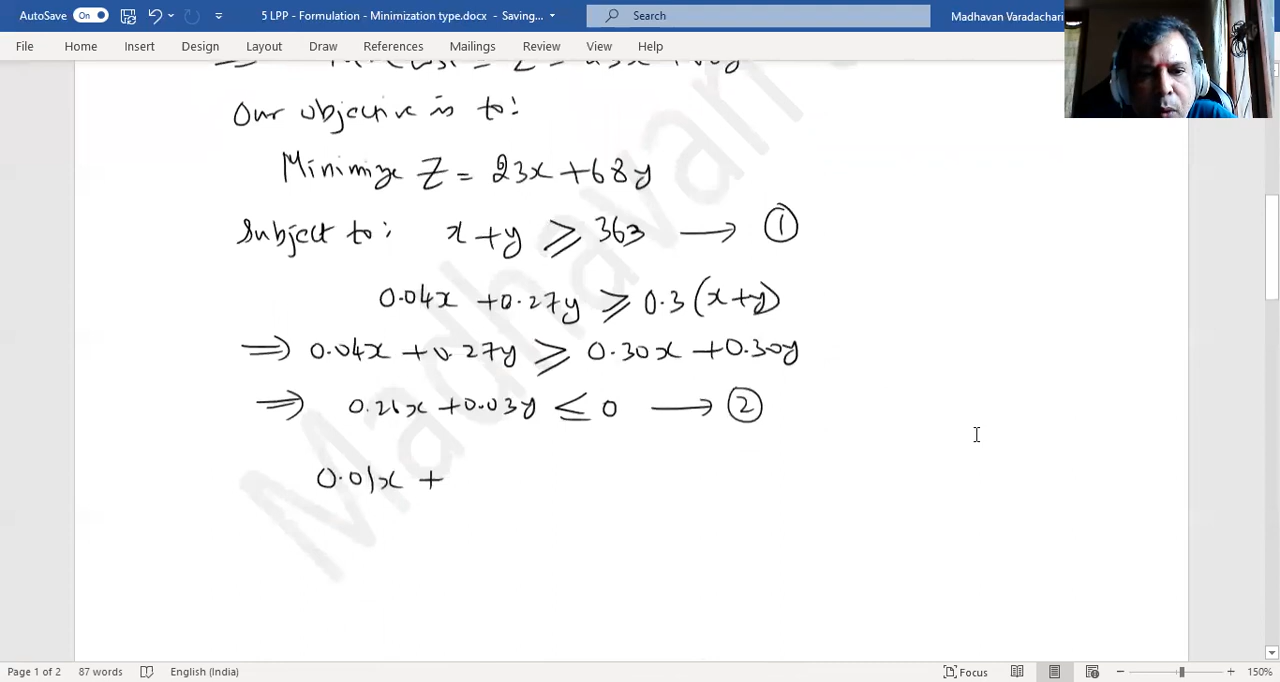 AutoSave On 5 LPP - Formulation - Minimization type.docx - Saving... Search Madhavan Varadachari
File Home Insert Design Layout Draw References Mailings Review View Help
Our objective is to:
Minimize Z = 23x + 68y
Subject to: x + y ≥ 363 → ①
0.04x + 0.27y ≥ 0.3 (x + y)
⇒ 0.04x + 0.27y ≥ 0.30x + 0.30y
⇒ 0.26x + 0.03y ≤ 0 → ②
0.01x +
Madhavan
Page 1 of 2 87 words English (India) Focus 150%